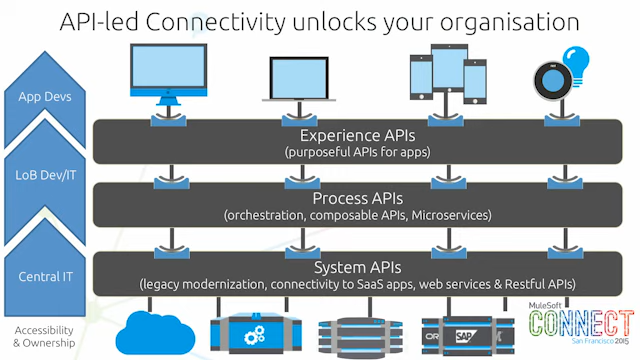 API-led Connectivity unlocks your organisation
App Devs
Experience APIs
(purposeful APIs for apps)
LoB Dev/IT
Process APIs
(orchestration, composable APIs, Microservices)
Central IT
System APIs
(legacy modernization, connectivity to SaaS apps, web services & Restful APIs)
Accessibility
& Ownership
SAP
MuleSoft
CONNECT
San Francisco 2015